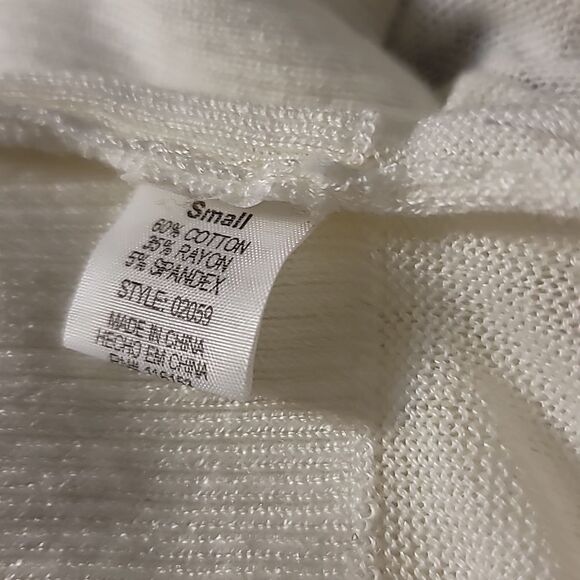 Small
60% COTTON
35% RAYON
5% SPANDEX
STYLE: 02059
MADE IN CHINA
HECHO EM CHINA